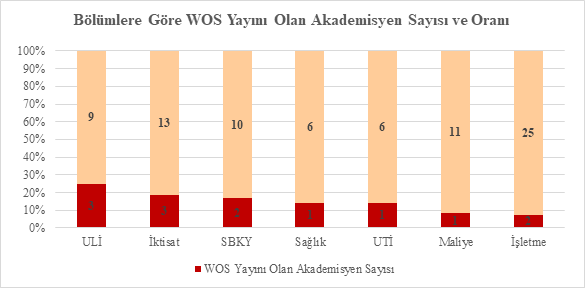 Bölümlere Göre WOS Yayını Olan Akademisyen Sayısı ve Oranı
100%
90%
80%
70%
60%
50%
40%
30%
20%
10%
0%
9 13 10 6 6 11 25
3 3 2 1 1 1 2
ULİ İktisat SBKY Sağlık UTİ Maliye İşletme
WOS Yayını Olan Akademisyen Sayısı